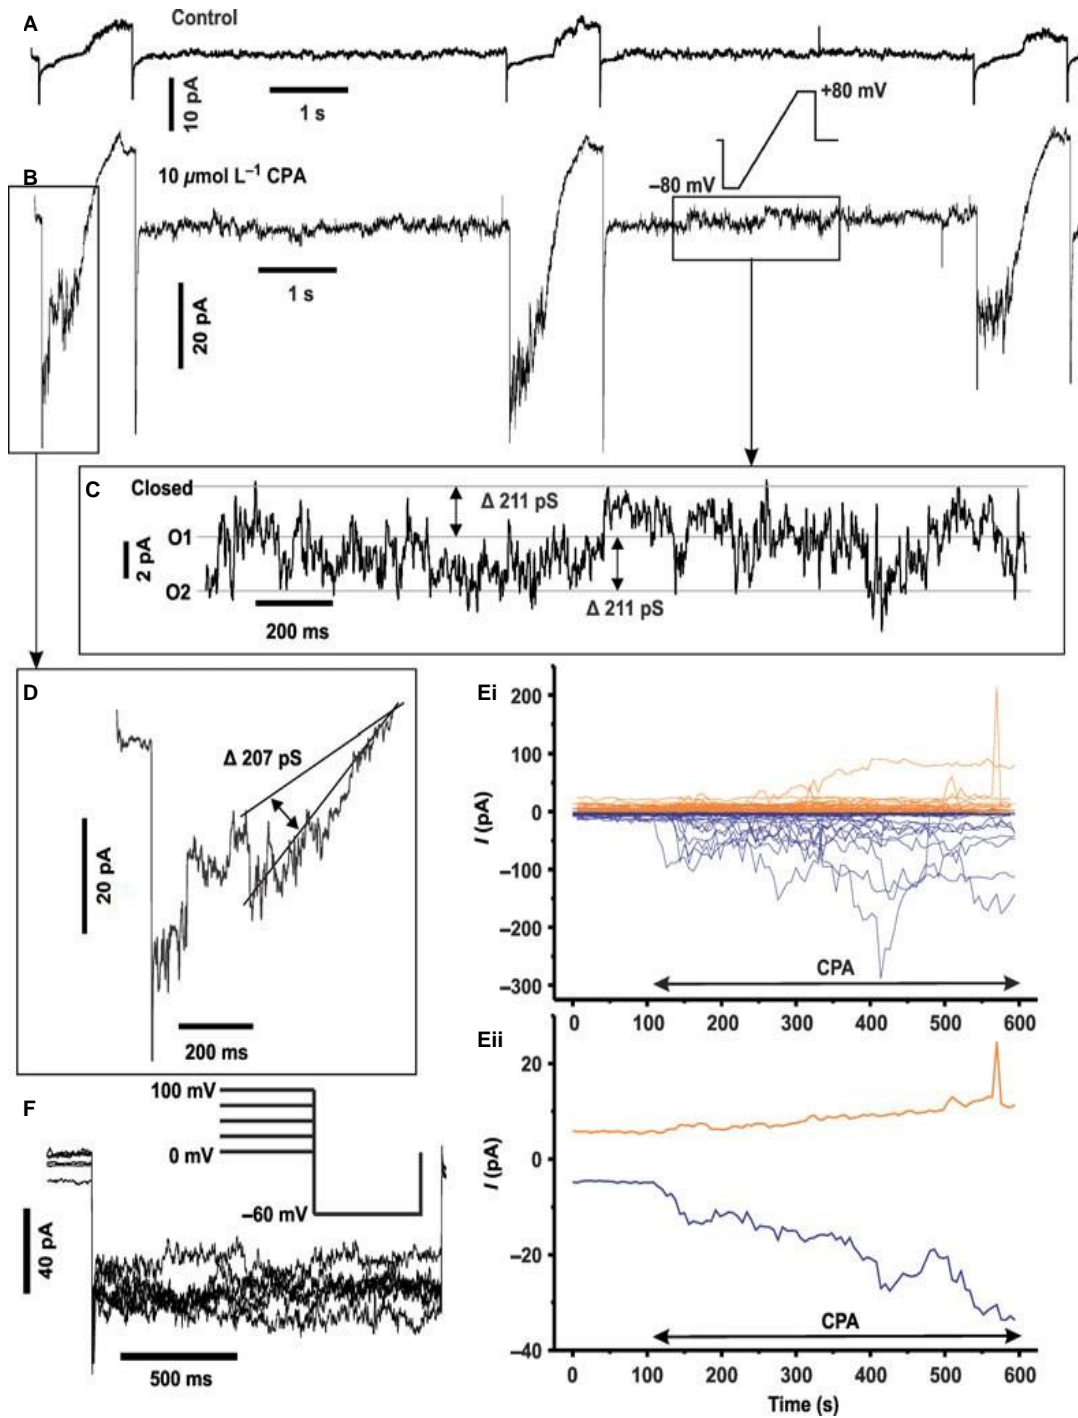 A
Control
10 pA
1 s
+80 mV
−80 mV
B
10 µmol L⁻¹ CPA
1 s
20 pA
C
Closed
O1
O2
2 pA
Δ 211 pS
Δ 211 pS
200 ms
D
Δ 207 pS
20 pA
200 ms
Ei
I (pA)
200
100
0
−100
−200
−300
CPA
0 100 200 300 400 500 600
Eii
I (pA)
20
0
−20
−40
CPA
0 100 200 300 400 500 600
Time (s)
F
100 mV
0 mV
−60 mV
40 pA
500 ms